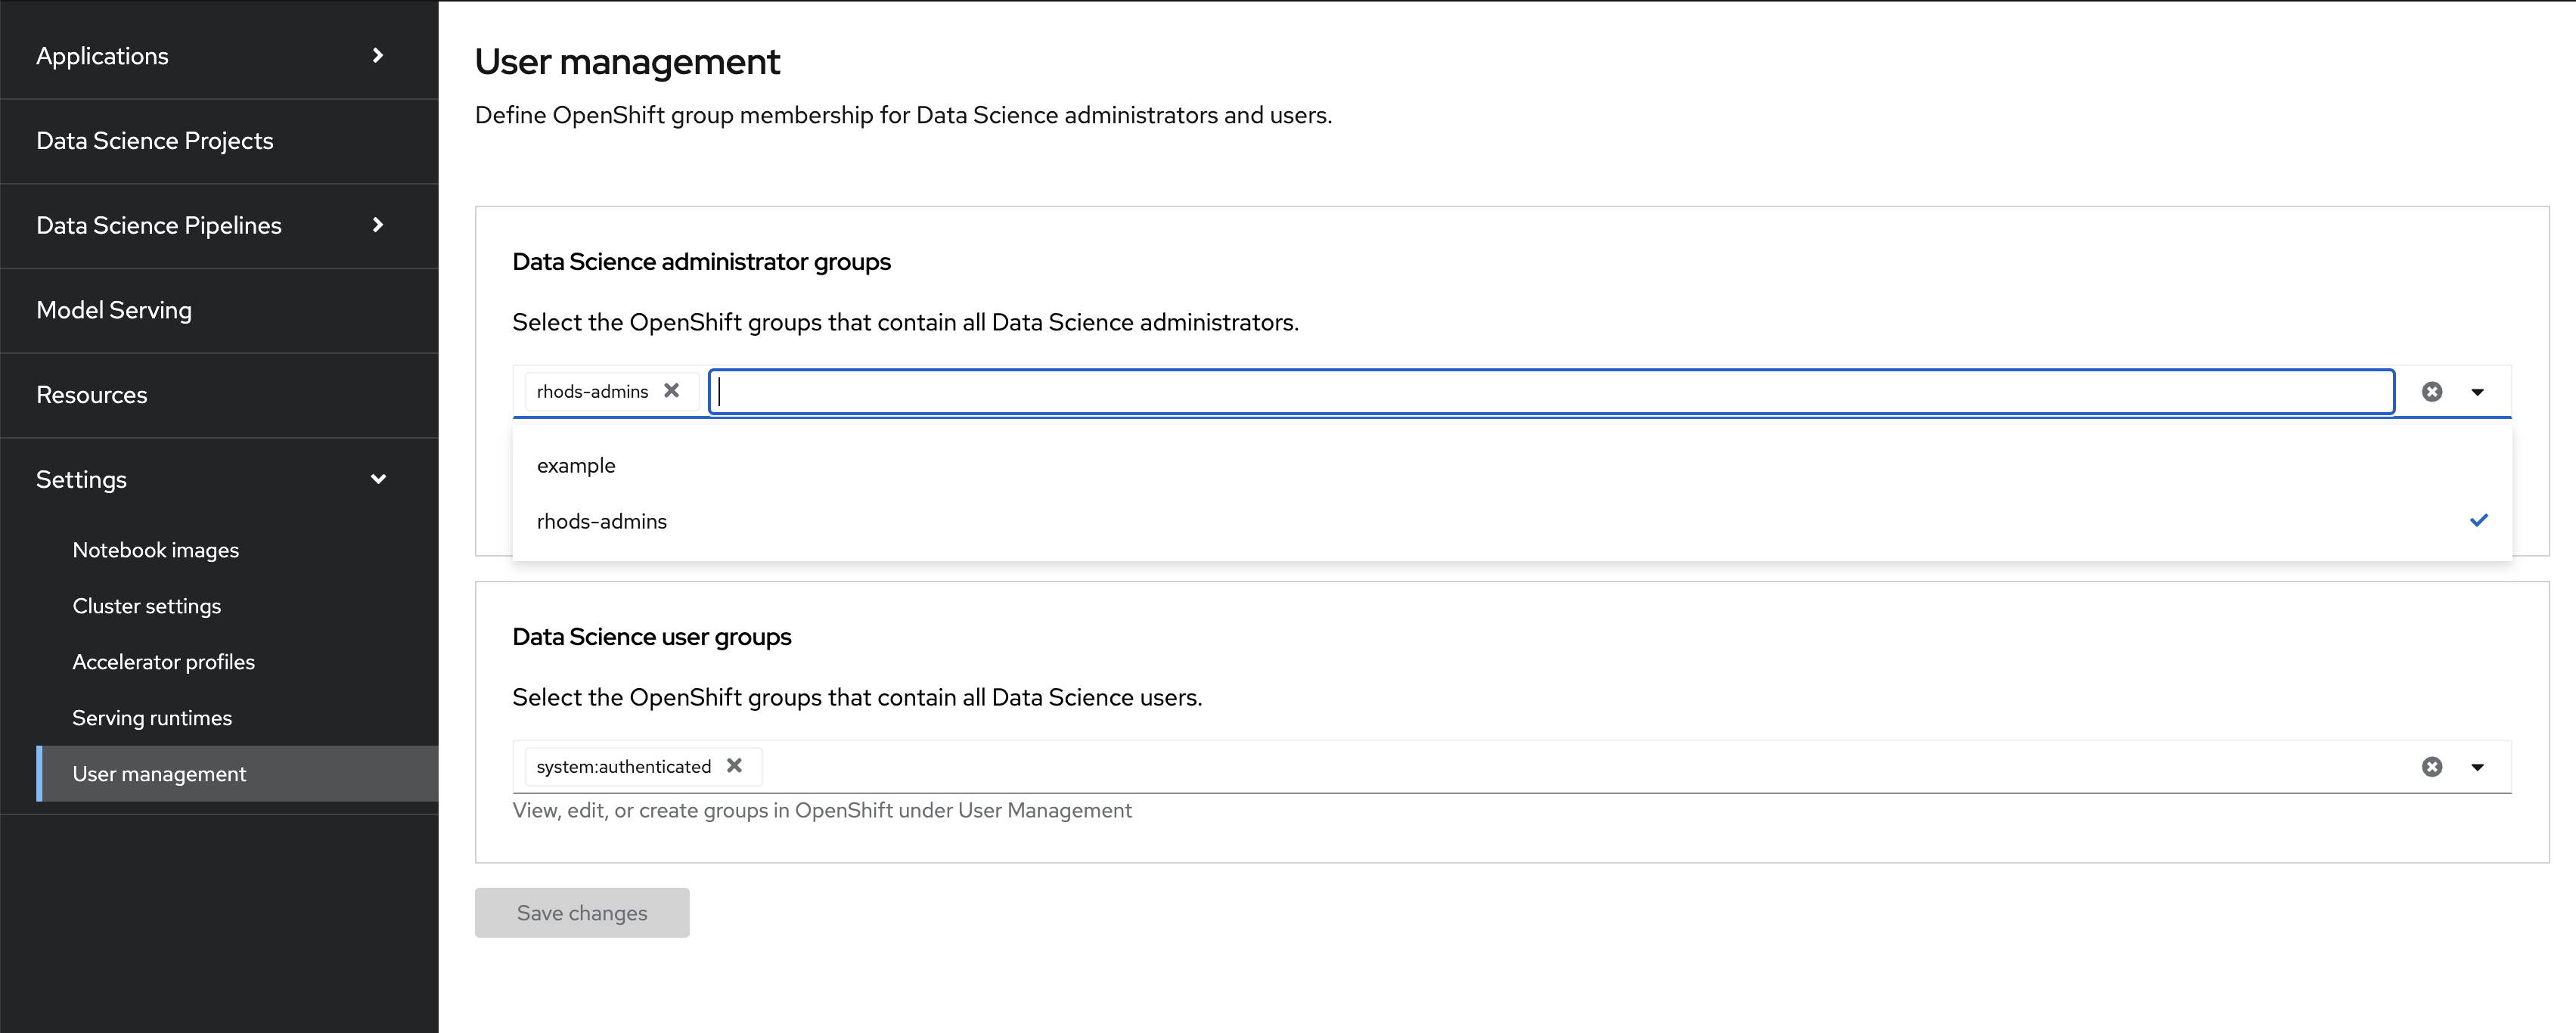 Applications
Data Science Projects
Data Science Pipelines
Model Serving
Resources
Settings
Notebook images
Cluster settings
Accelerator profiles
Serving runtimes
User management
User management
Define OpenShift group membership for Data Science administrators and users.
Data Science administrator groups
Select the OpenShift groups that contain all Data Science administrators.
rhods-admins
example
rhods-admins
Data Science user groups
Select the OpenShift groups that contain all Data Science users.
system:authenticated
View, edit, or create groups in OpenShift under User Management
Save changes